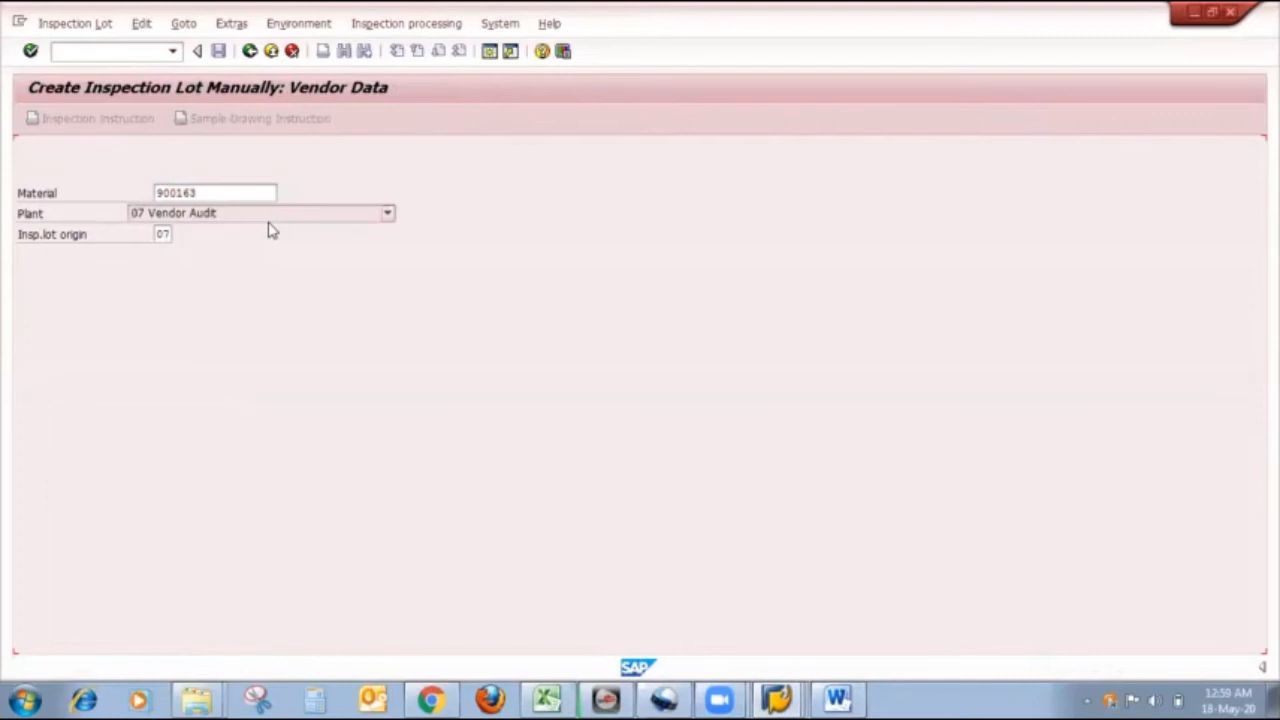 Inspection Lot Edit Goto Extras Environment Inspection processing System Help
Create Inspection Lot Manually: Vendor Data
Inspection Instruction Sample-Drawing Instruction
Material 900163
Plant 07 Vendor Audit
Insp.lot origin 07
SAP
12:59 AM
18-May-20